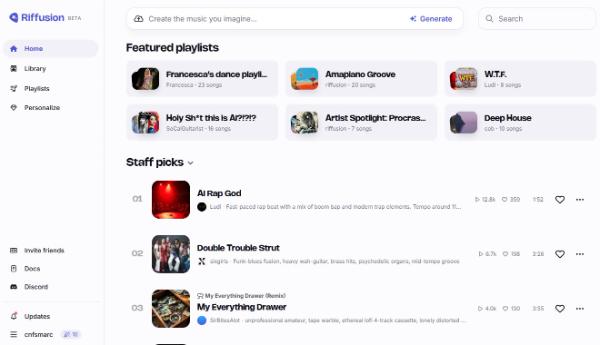 Riffusion BETA
Home
Library
Playlists
Personalize
Invite friends
Docs
Discord
Updates
cnfsmarc
Create the music you imagine...
Generate
Search
Featured playlists
Francesca's dance playli...
Francesca · 23 songs
Amapiano Groove
riffusion · 20 songs
W.T.F.
Ludi · 8 songs
Holy Sh*t this is AI?!?!?
SoCalGuitarist · 16 songs
Artist Spotlight: Procras...
riffusion · 7 songs
Deep House
ceb · 10 songs
Staff picks
01
AI Rap God
Ludi · Fast paced rap beat with a mix of boom bap and modern trap elements. Tempo around 11...
12.8k 350 1:52
02
Double Trouble Strut
singirls · Funk-blues fusion, heavy wah-guitar, brass hits, psychedelic organs, mid-tempo groove
6.7k 198 3:26
03
My Everything Drawer (Remix)
My Everything Drawer
SirBitesAlot · unprofessional amateur, tape warble, ethereal lofi 4-track cassette, lonely distorted ...
4.0k 130 3:35